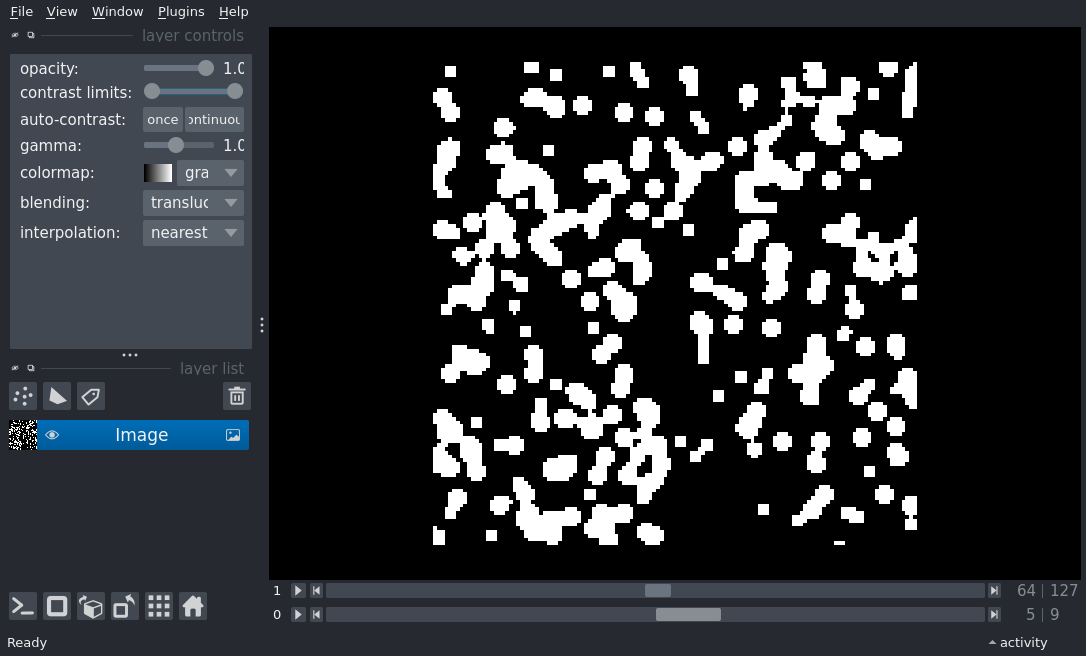 File View Window Plugins Help
layer controls
opacity: 1.0
contrast limits:
auto-contrast: once ontinuou
gamma: 1.0
colormap: gra
blending: transluc
interpolation: nearest
layer list
Image
1 64 | 127
0 5 | 9
Ready activity